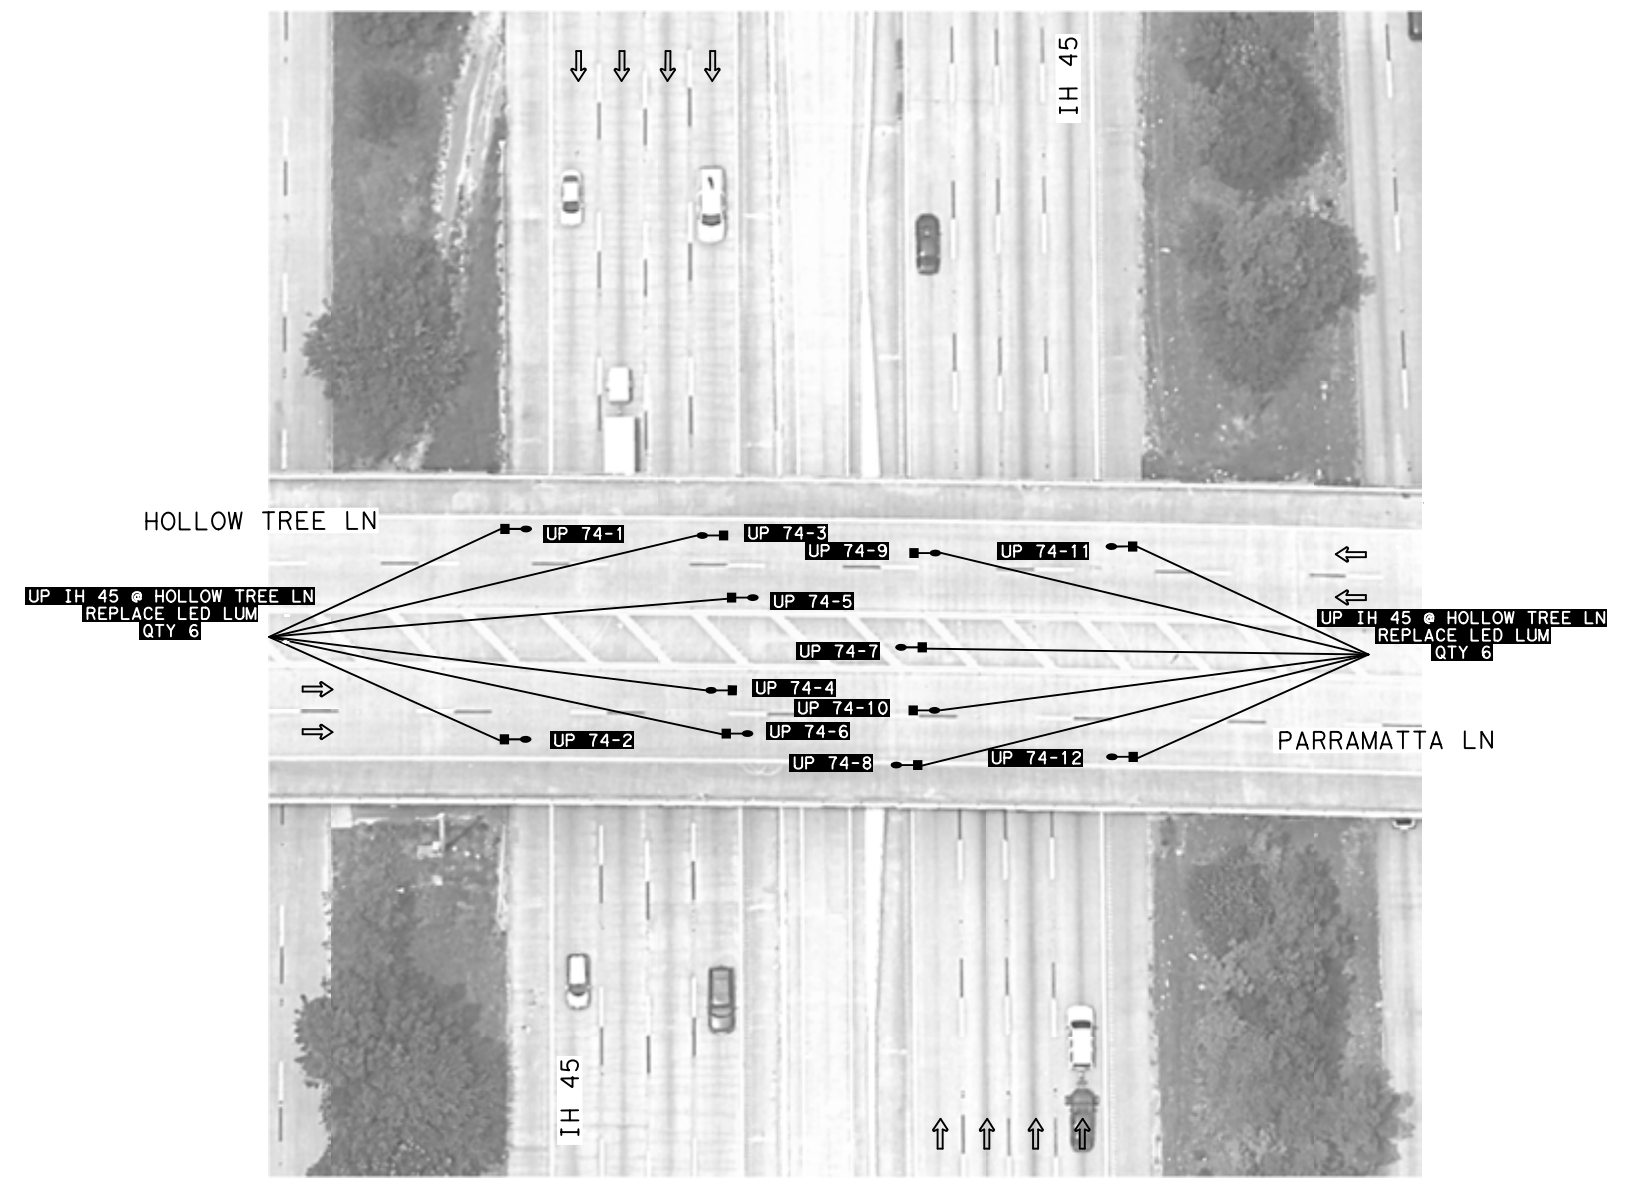 IH 45
HOLLOW TREE LN
UP 74-1
UP 74-3
UP 74-9
UP 74-11
UP IH 45 @ HOLLOW TREE LN
REPLACE LED LUM
QTY 6
UP 74-5
UP IH 45 @ HOLLOW TREE LN
REPLACE LED LUM
QTY 6
UP 74-7
UP 74-4
UP 74-10
UP 74-6
UP 74-2
PARRAMATTA LN
UP 74-8
UP 74-12
IH 45